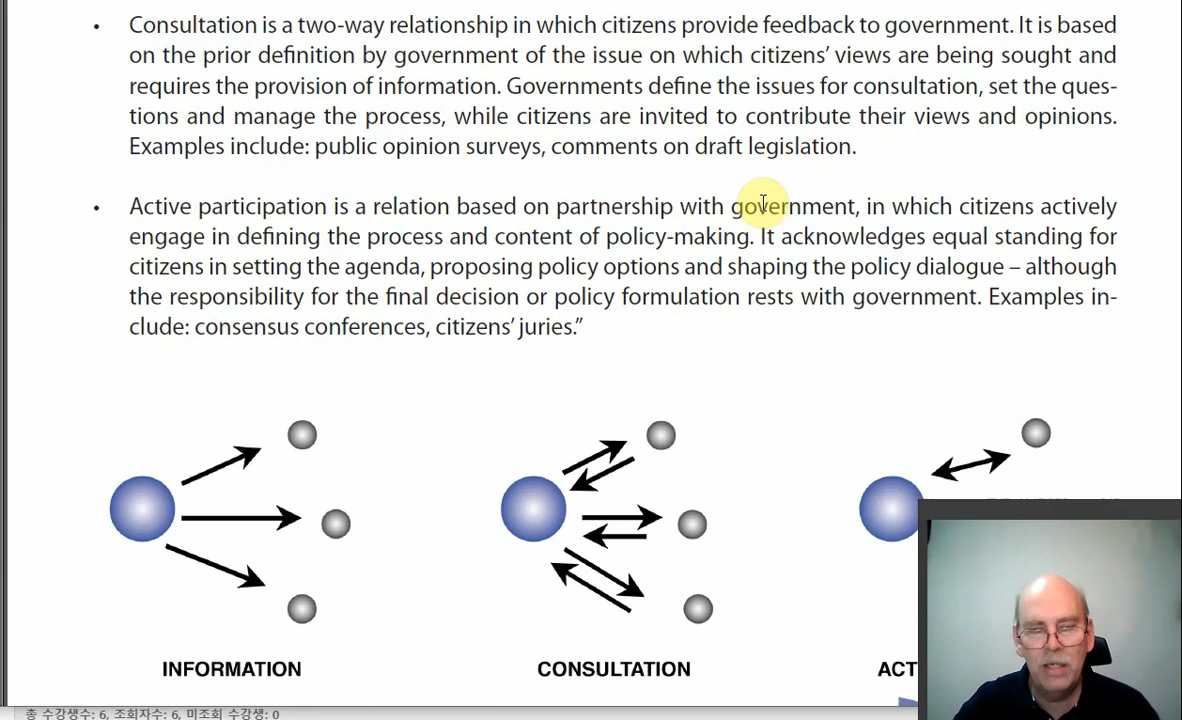 • Consultation is a two-way relationship in which citizens provide feedback to government. It is based
on the prior definition by government of the issue on which citizens’ views are being sought and
requires the provision of information. Governments define the issues for consultation, set the ques-
tions and manage the process, while citizens are invited to contribute their views and opinions.
Examples include: public opinion surveys, comments on draft legislation.
• Active participation is a relation based on partnership with government, in which citizens actively
engage in defining the process and content of policy-making. It acknowledges equal standing for
citizens in setting the agenda, proposing policy options and shaping the policy dialogue – although
the responsibility for the final decision or policy formulation rests with government. Examples in-
clude: consensus conferences, citizens’ juries.”
INFORMATION
CONSULTATION
ACT
총 수강생수: 6, 조회자수: 6, 미조회 수강생: 0